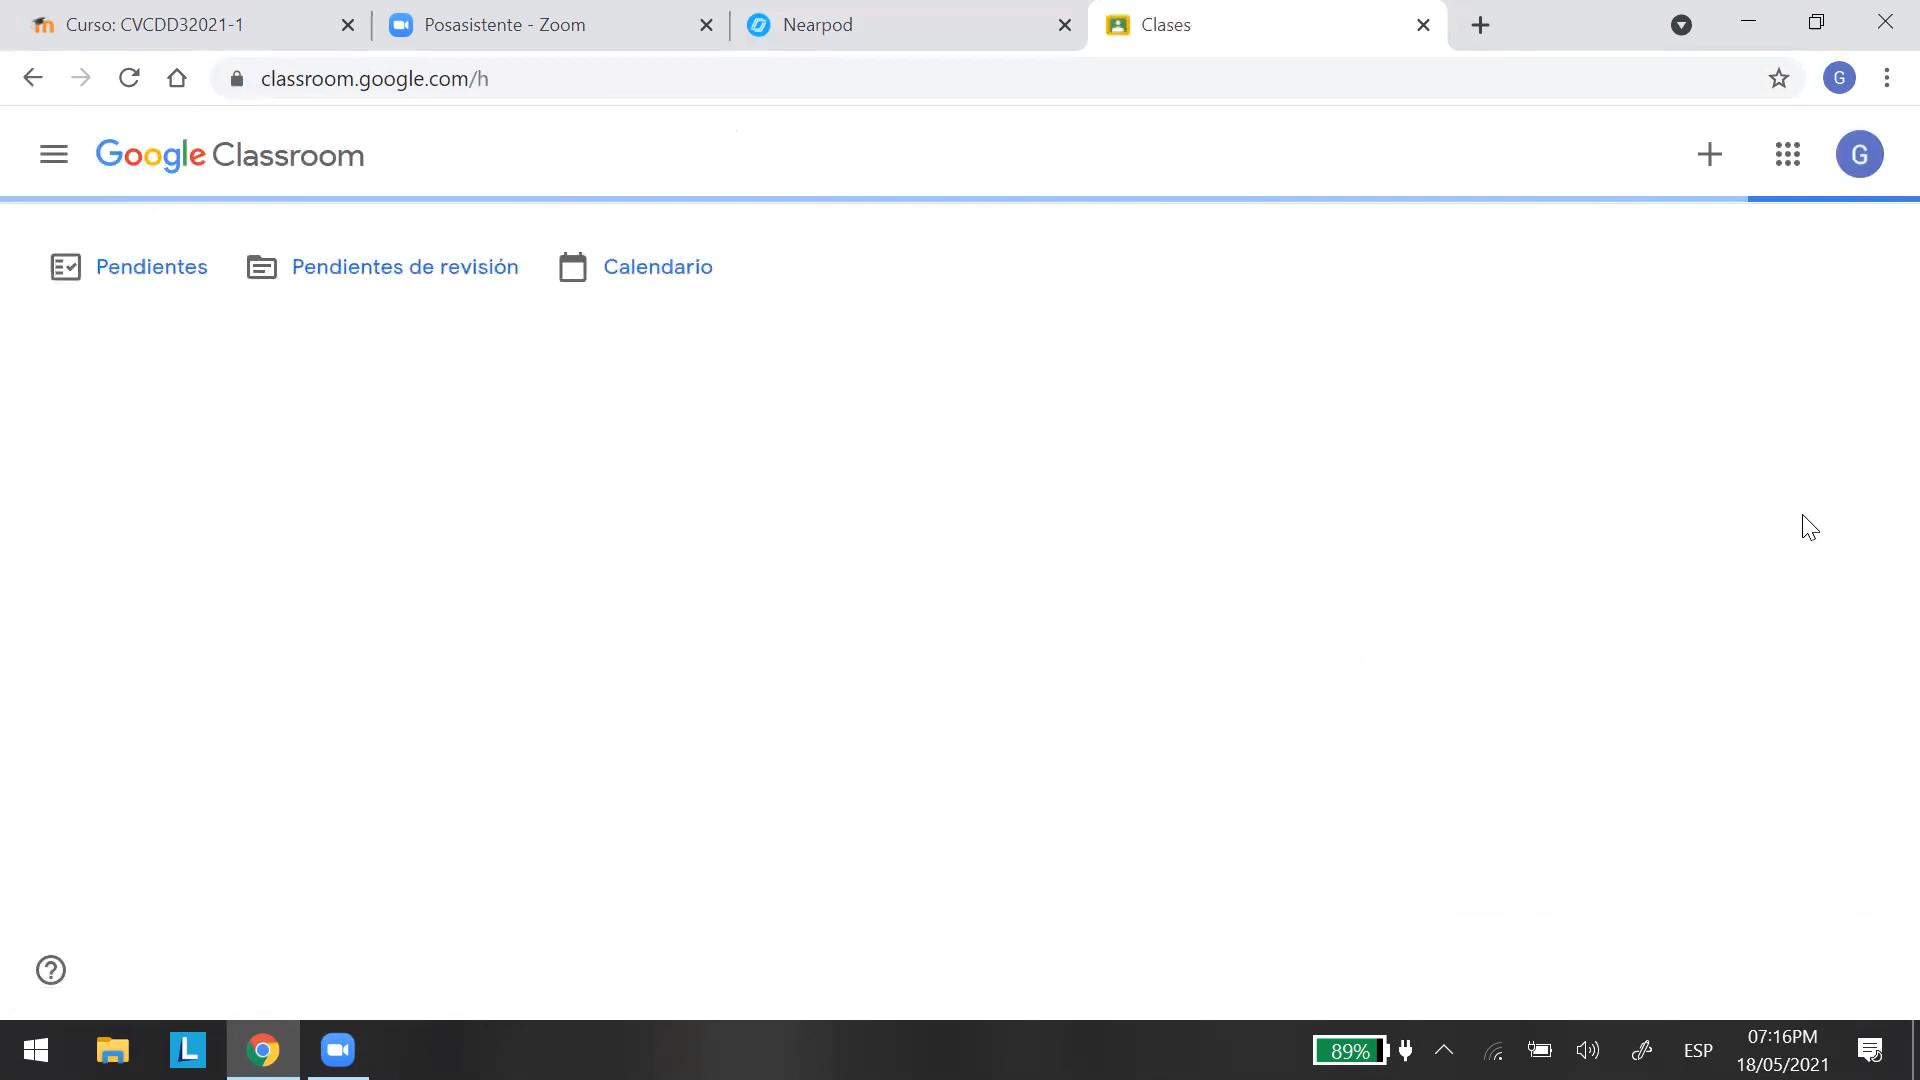 Curso: CVCDD32021-1
Posasistente - Zoom
Nearpod
Clases
classroom.google.com/h
G
Google Classroom
G
Pendientes
Pendientes de revisión
Calendario
L
89%
ESP
07:16PM
18/05/2021